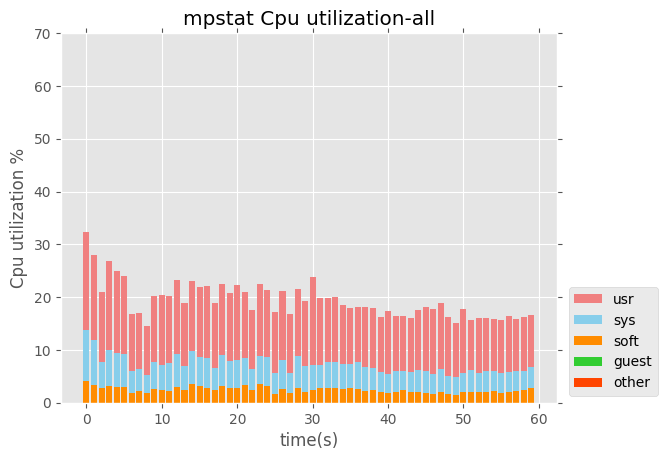 mpstat Cpu utilization-all
70
60
50
40
30
20
10
0
Cpu utilization %
0 10 20 30 40 50 60
time(s)
usr
sys
soft
guest
other